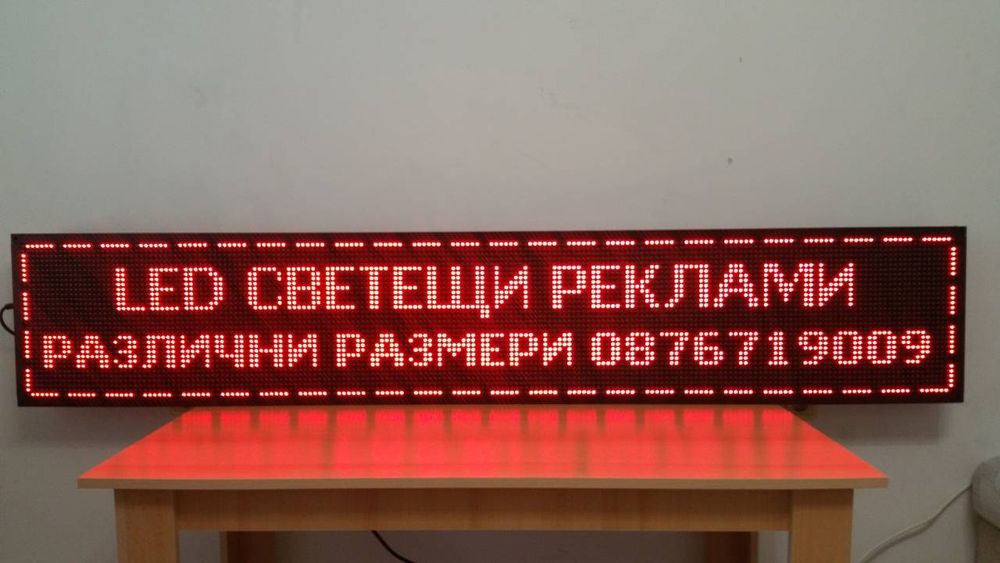 LED СВЕТЕЩИ РЕКЛАМИ
РАЗЛИЧНИ РАЗМЕРИ 0876719009